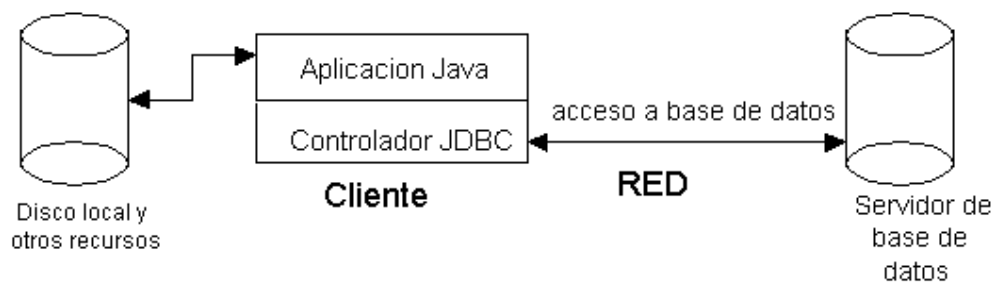 Aplicacion Java
Controlador JDBC
acceso a base de datos
Cliente
RED
Disco local y
otros recursos
Servidor de
base de
datos